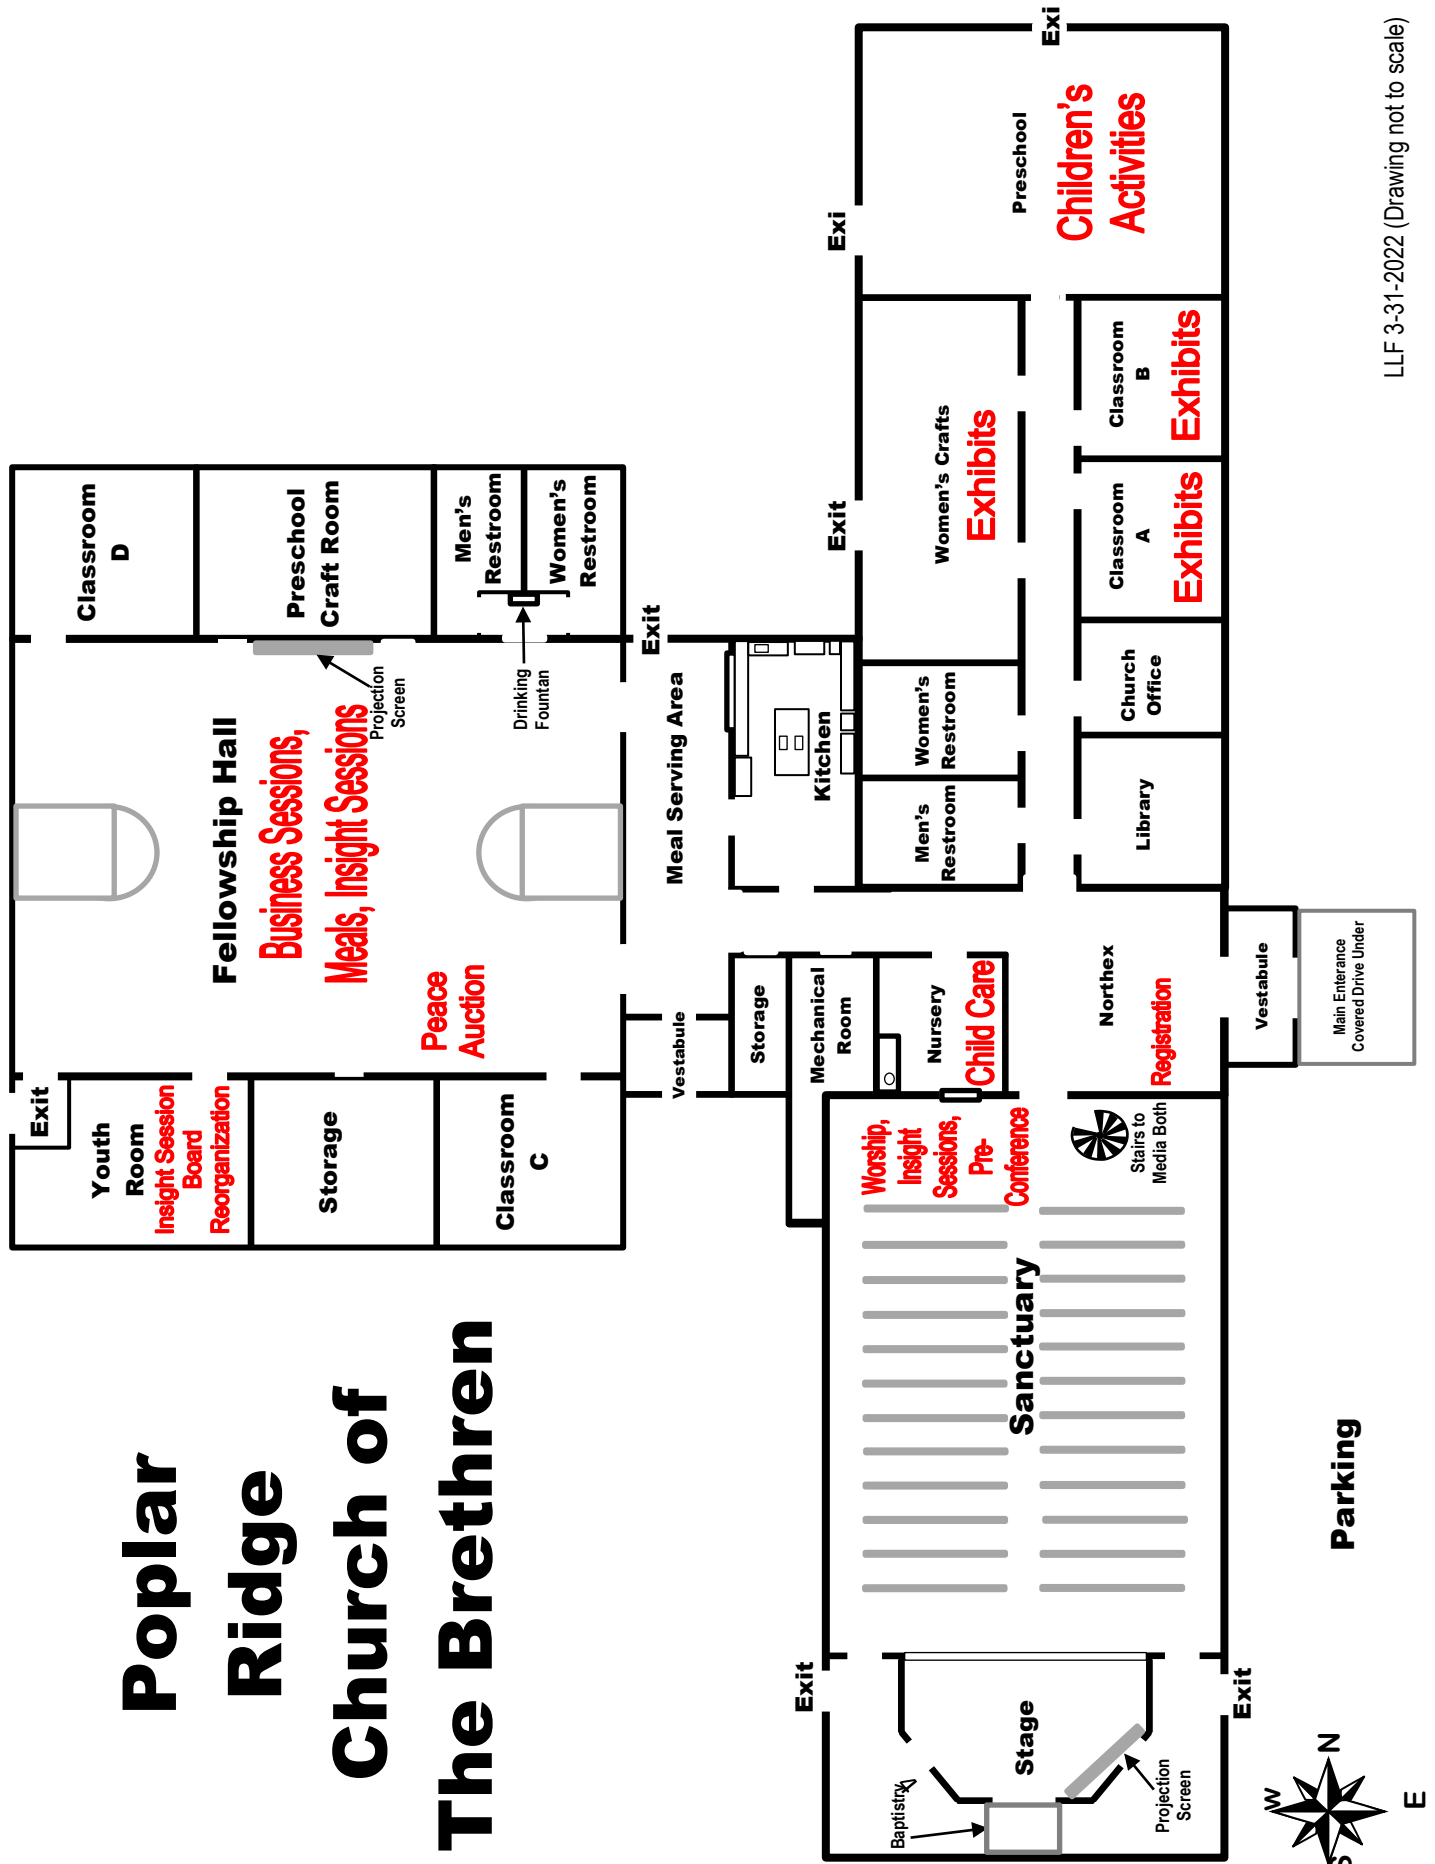 Poplar
Ridge
Church of
The Brethren
Exit
Youth
Room
Insight Session
Board
Reorganization
Storage
Classroom
C
Fellowship Hall
Business Sessions,
Meals, Insight Sessions
Peace
Auction
Projection
Screen
Drinking
Fountan
Classroom
D
Preschool
Craft Room
Men's
Restroom
Women's
Restroom
Exit
Meal Serving Area
Vestabule
Storage
Mechanical
Room
Nursery
Child Care
Kitchen
Men's
Restroom
Women's
Restroom
Women's Crafts
Exhibits
Exit
Exi
Exi
Preschool
Children's
Activities
Classroom
B
Exhibits
Classroom
A
Exhibits
Church
Office
Library
Northex
Registration
Vestabule
Main Enterance
Covered Drive Under
Worship,
Insight
Sessions,
Pre-
Conference
Stairs to
Media Both
Sanctuary
Exit
Stage
Baptistry
Projection
Screen
Exit
Parking
W
N
E
S
LLF 3-31-2022 (Drawing not to scale)